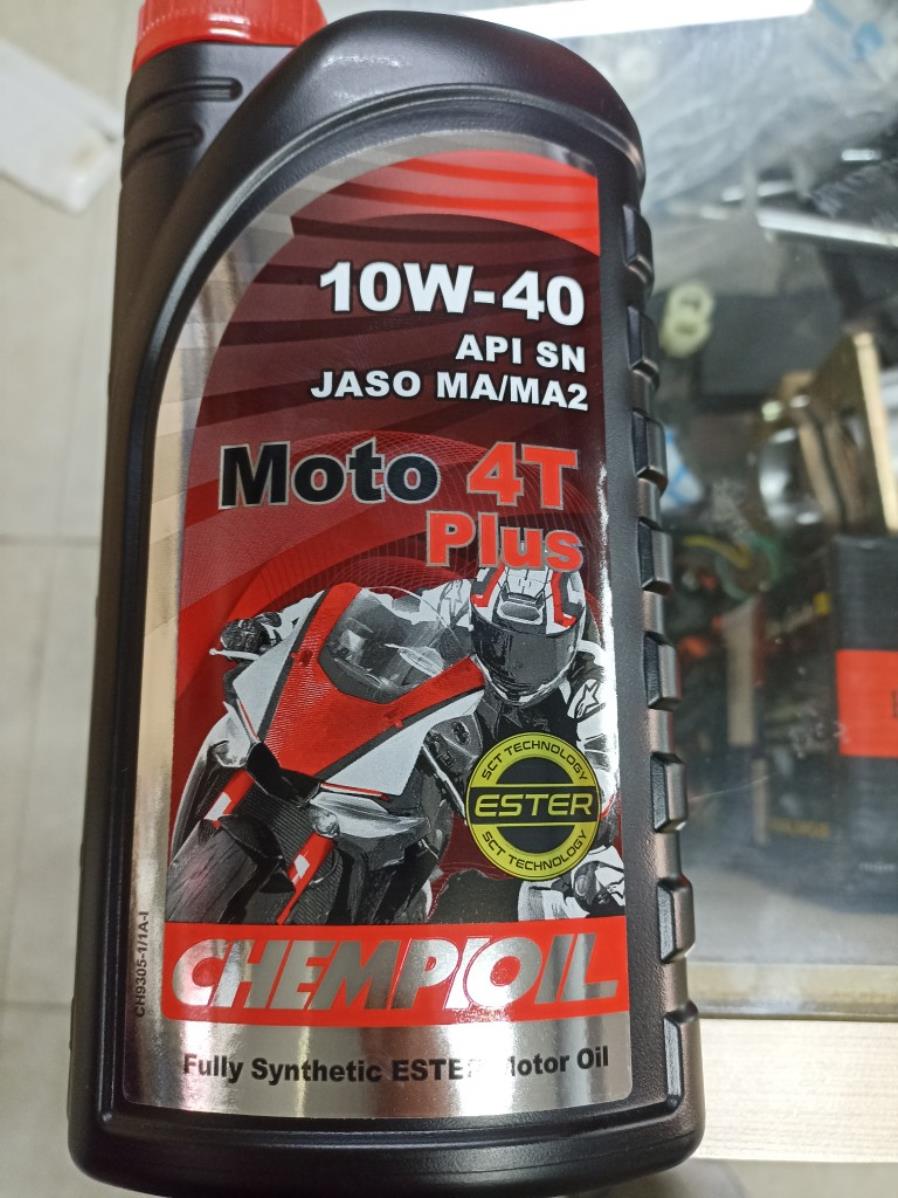 10W-40
API SN
JASO MA/MA2
Moto 4T
Plus
SCT TECHNOLOGY
ESTER
SCT TECHNOLOGY
CHEMPIOIL
Fully Synthetic Motor Oil
CH9305-1/1A-I